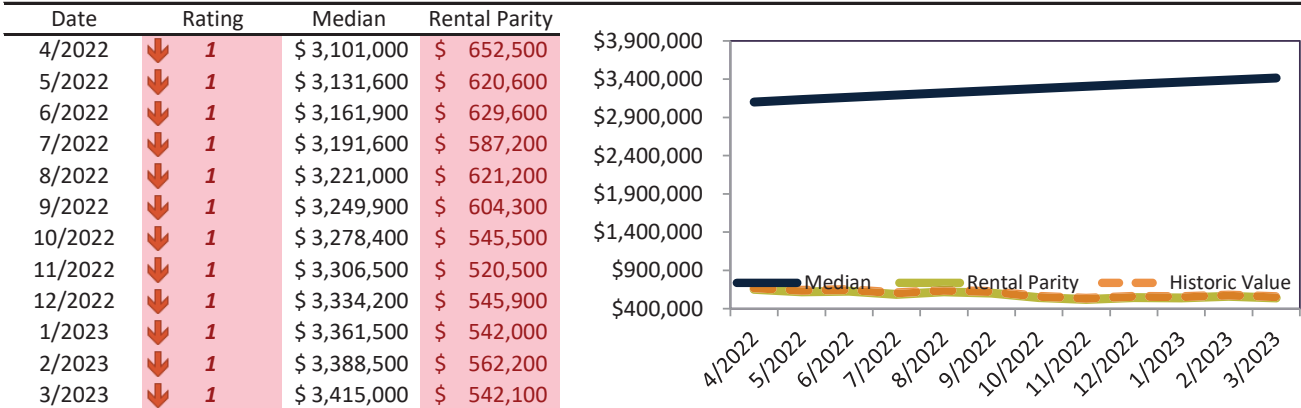 Date Rating Median Rental Parity
4/2022 1 $ 3,101,000 $ 652,500
5/2022 1 $ 3,131,600 $ 620,600
6/2022 1 $ 3,161,900 $ 629,600
7/2022 1 $ 3,191,600 $ 587,200
8/2022 1 $ 3,221,000 $ 621,200
9/2022 1 $ 3,249,900 $ 604,300
10/2022 1 $ 3,278,400 $ 545,500
11/2022 1 $ 3,306,500 $ 520,500
12/2022 1 $ 3,334,200 $ 545,900
1/2023 1 $ 3,361,500 $ 542,000
2/2023 1 $ 3,388,500 $ 562,200
3/2023 1 $ 3,415,000 $ 542,100
$3,900,000
$3,400,000
$2,900,000
$2,400,000
$1,900,000
$1,400,000
$900,000
$400,000
Median Rental Parity Historic Value
4/2022 5/2022 6/2022 7/2022 8/2022 9/2022 10/2022 11/2022 12/2022 1/2023 2/2023 3/2023